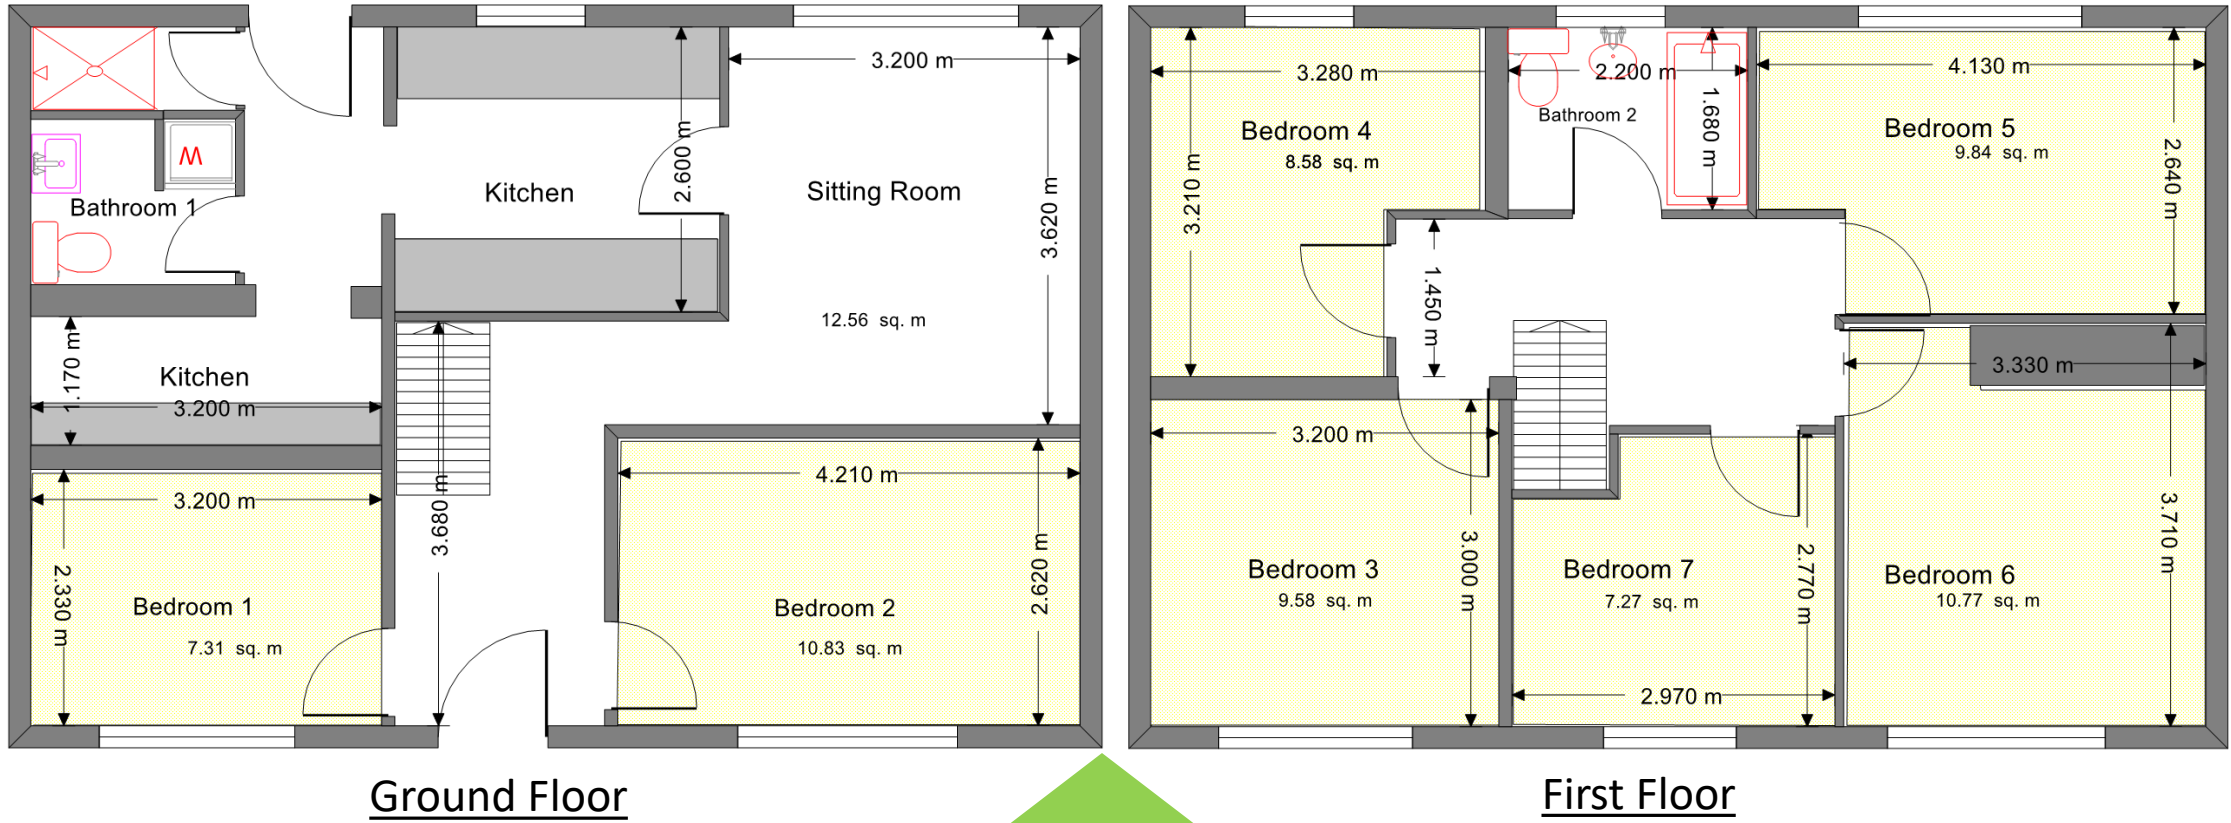 3.200 m
2.600 m
3.620 m
W
Kitchen
Sitting Room
Bathroom 1
12.56 sq. m
1.170 m
Kitchen
3.200 m
3.680 m
3.200 m
4.210 m
2.330 m
2.620 m
Bedroom 1
7.31 sq. m
Bedroom 2
10.83 sq. m
Ground Floor
3.280 m
2.200 m
4.130 m
1.680 m
Bathroom 2
Bedroom 4
8.58 sq. m
Bedroom 5
9.84 sq. m
3.210 m
2.640 m
1.450 m
3.330 m
3.200 m
3.000 m
3.710 m
Bedroom 3
9.58 sq. m
Bedroom 7
7.27 sq. m
2.770 m
Bedroom 6
10.77 sq. m
2.970 m
First Floor